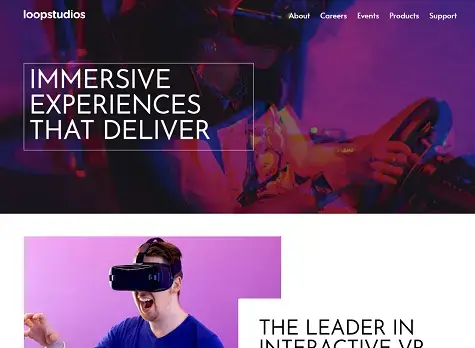 loopstudios
About Careers Events Products Support
IMMERSIVE
EXPERIENCES
THAT DELIVER
THE LEADER IN
INTERACTIVE VR